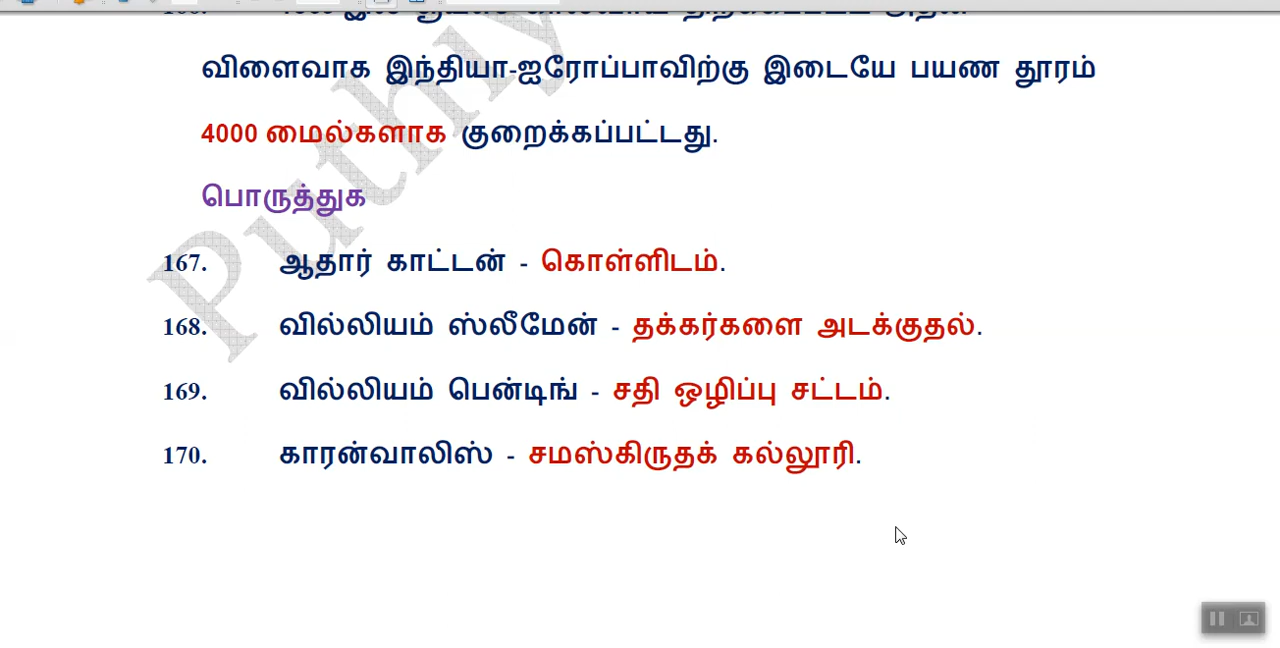 விளைவாக இந்தியா-ஐரோப்பாவிற்கு இடையே பயண தூரம்
4000 மைல்களாக குறைக்கப்பட்டது.
பொருத்துக
167. ஆதார் காட்டன் - கொள்ளிடம்.
168. வில்லியம் ஸ்லீமேன் - தக்கர்களை அடக்குதல்.
169. வில்லியம் பென்டிங் - சதி ஒழிப்பு சட்டம்.
170. காரன்வாலிஸ் - சமஸ்கிருதக் கல்லூரி.
Puthiy